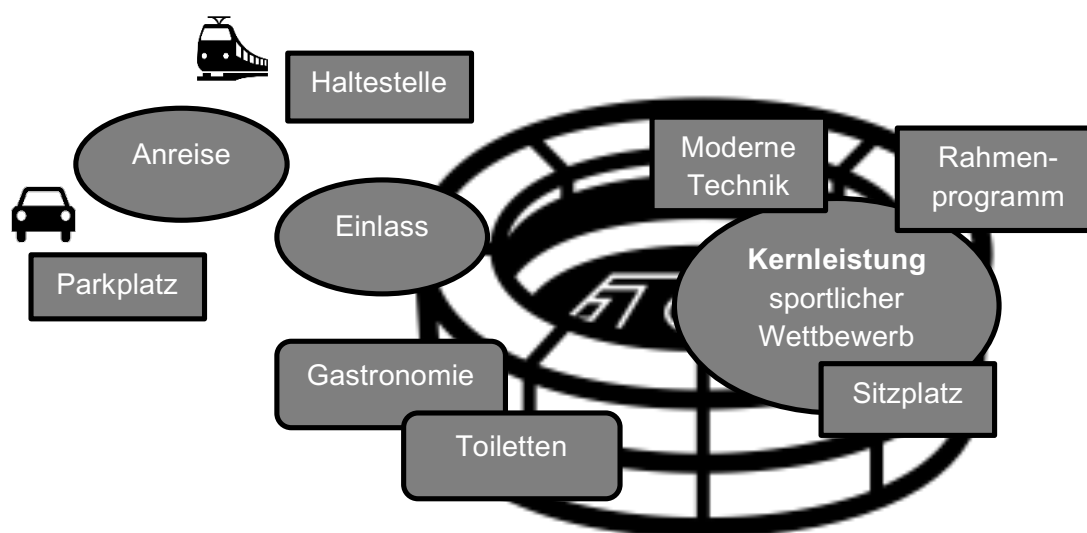 Haltestelle
Anreise
Parkplatz
Einlass
Moderne
Technik
Rahmen-
programm
Kernleistung
sportlicher
Wettbewerb
Sitzplatz
Gastronomie
Toiletten